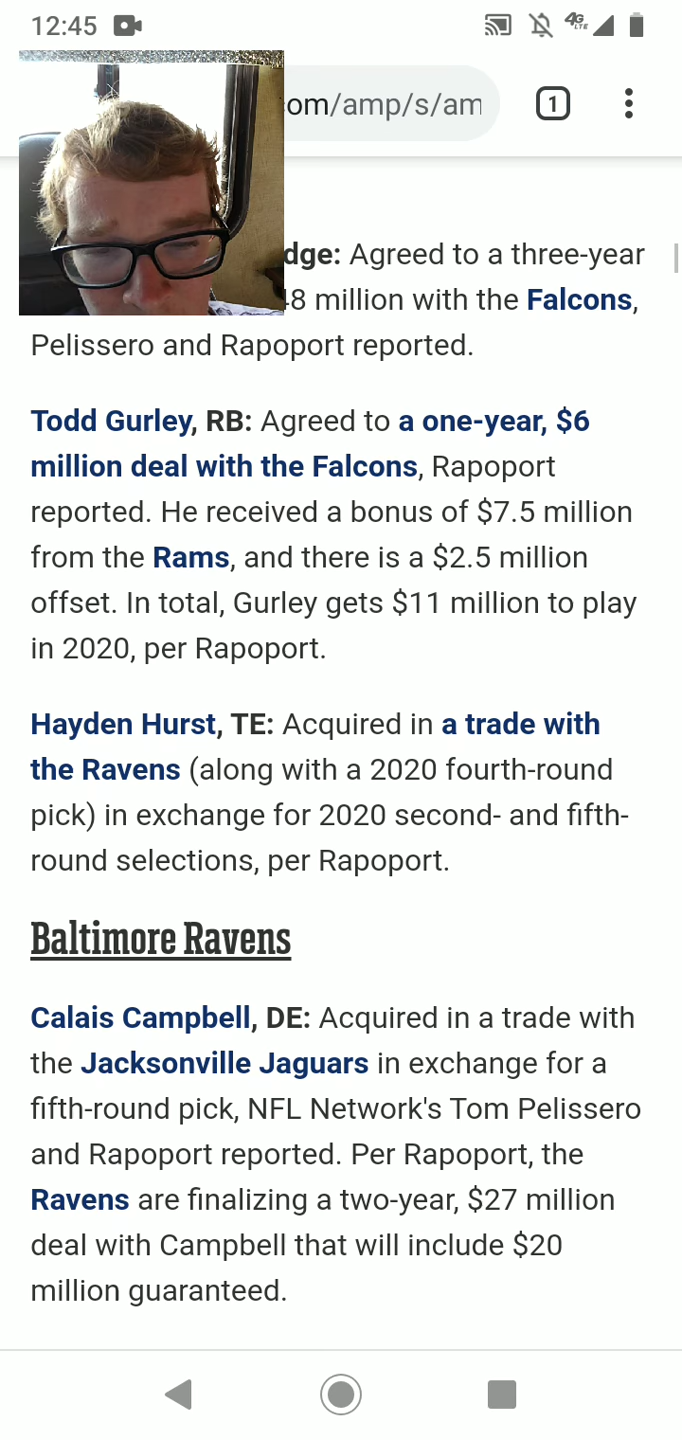 12:45
4G
LTE
om/amp/s/am
1
dge: Agreed to a three-year
48 million with the Falcons,
Pelissero and Rapoport reported.
Todd Gurley, RB: Agreed to a one-year, $6
million deal with the Falcons, Rapoport
reported. He received a bonus of $7.5 million
from the Rams, and there is a $2.5 million
offset. In total, Gurley gets $11 million to play
in 2020, per Rapoport.
Hayden Hurst, TE: Acquired in a trade with
the Ravens (along with a 2020 fourth-round
pick) in exchange for 2020 second- and fifth-
round selections, per Rapoport.
Baltimore Ravens
Calais Campbell, DE: Acquired in a trade with
the Jacksonville Jaguars in exchange for a
fifth-round pick, NFL Network's Tom Pelissero
and Rapoport reported. Per Rapoport, the
Ravens are finalizing a two-year, $27 million
deal with Campbell that will include $20
million guaranteed.